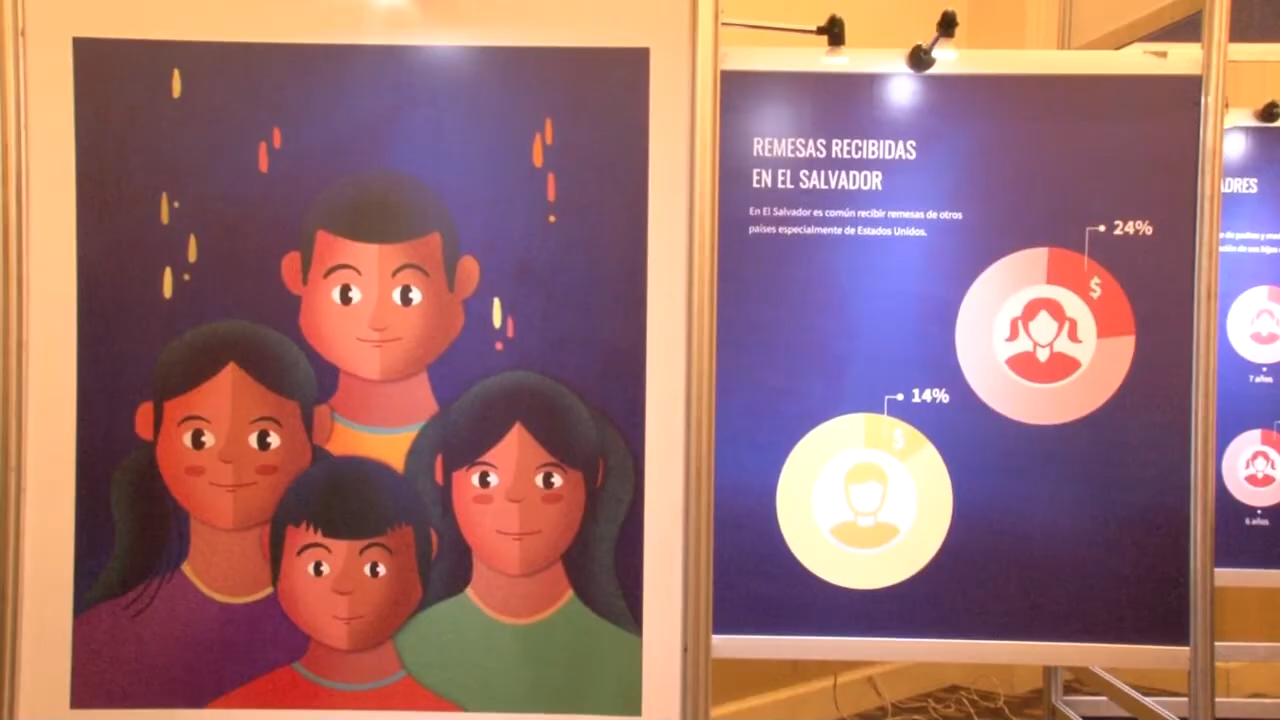 REMESAS RECIBIDAS
EN EL SALVADOR
En El Salvador es común recibir remesas de otros
países especialmente de Estados Unidos.
24%
$
14%
$
7 años
6 años